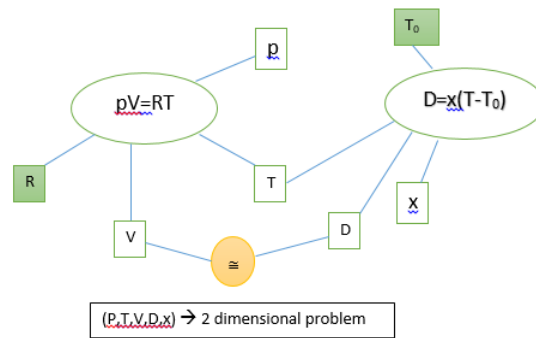 T₀
p
pV=RT
D=x(T-T₀)
R
T
x
V
D
≅
(P,T,V,D,x) → 2 dimensional problem